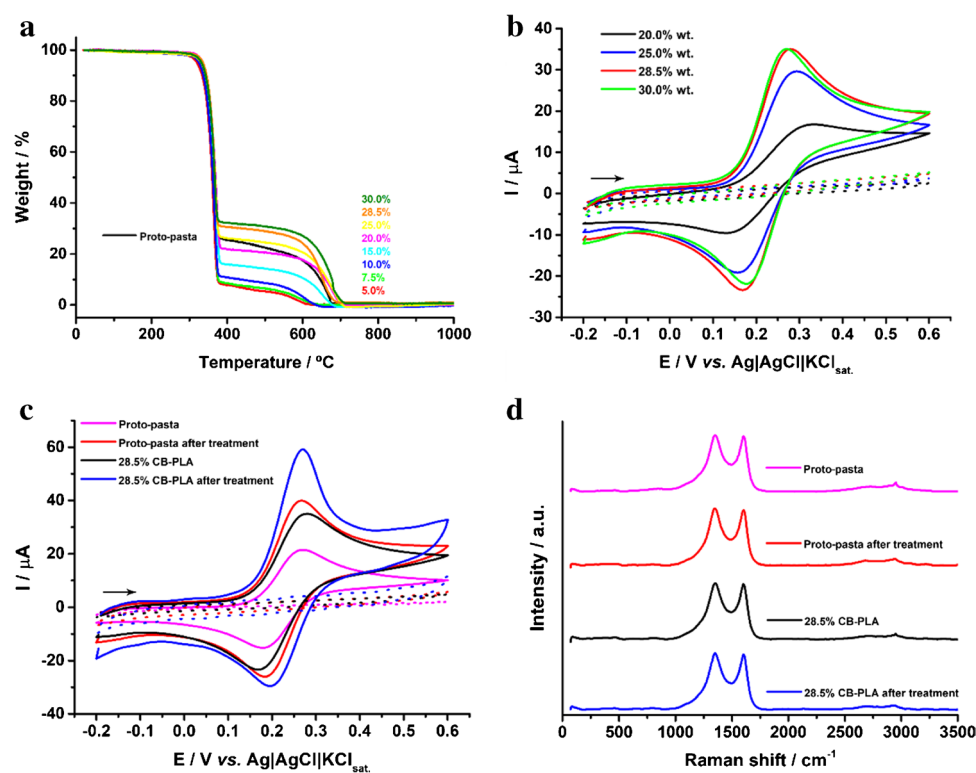 a
100
80
60
40
20
0
Weight / %
Proto-pasta
30.0%
28.5%
25.0%
20.0%
15.0%
10.0%
7.5%
5.0%
0 200 400 600 800 1000
Temperature / ºC
b
40
30
20
10
0
-10
-20
-30
I / μA
20.0% wt.
25.0% wt.
28.5% wt.
30.0% wt.
-0.2 -0.1 0.0 0.1 0.2 0.3 0.4 0.5 0.6
E / V vs. Ag|AgCl|KCl sat.
c
60
40
20
0
-20
-40
I / μA
Proto-pasta
Proto-pasta after treatment
28.5% CB-PLA
28.5% CB-PLA after treatment
-0.2 -0.1 0.0 0.1 0.2 0.3 0.4 0.5 0.6
E / V vs. Ag|AgCl|KCl sat.
d
Intensity / a.u.
Proto-pasta
Proto-pasta after treatment
28.5% CB-PLA
28.5% CB-PLA after treatment
0 500 1000 1500 2000 2500 3000 3500
Raman shift / cm-1